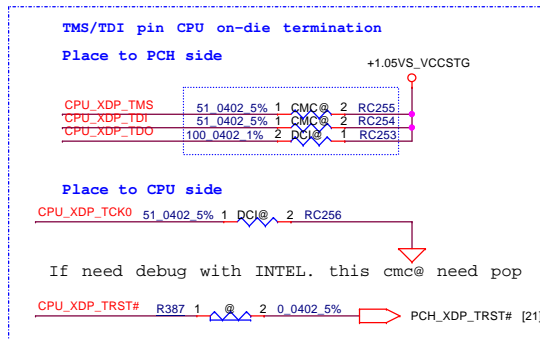 TMS/TDI pin CPU on-die termination
Place to PCH side
+1.05VS_VCCSTG
CPU_XDP_TMS 51_0402_5% 1 CMC@ 2 RC255
CPU_XDP_TDI 51_0402_5% 1 CMC@ 2 RC254
CPU_XDP_TDO 100_0402_1% 2 DCI@ 1 RC253
Place to CPU side
CPU_XDP_TCK0 51_0402_5% 1 DCI@ 2 RC256
If need debug with INTEL. this cmc@ need pop
CPU_XDP_TRST# R387 1 @ 2 0_0402_5% PCH_XDP_TRST# [21]